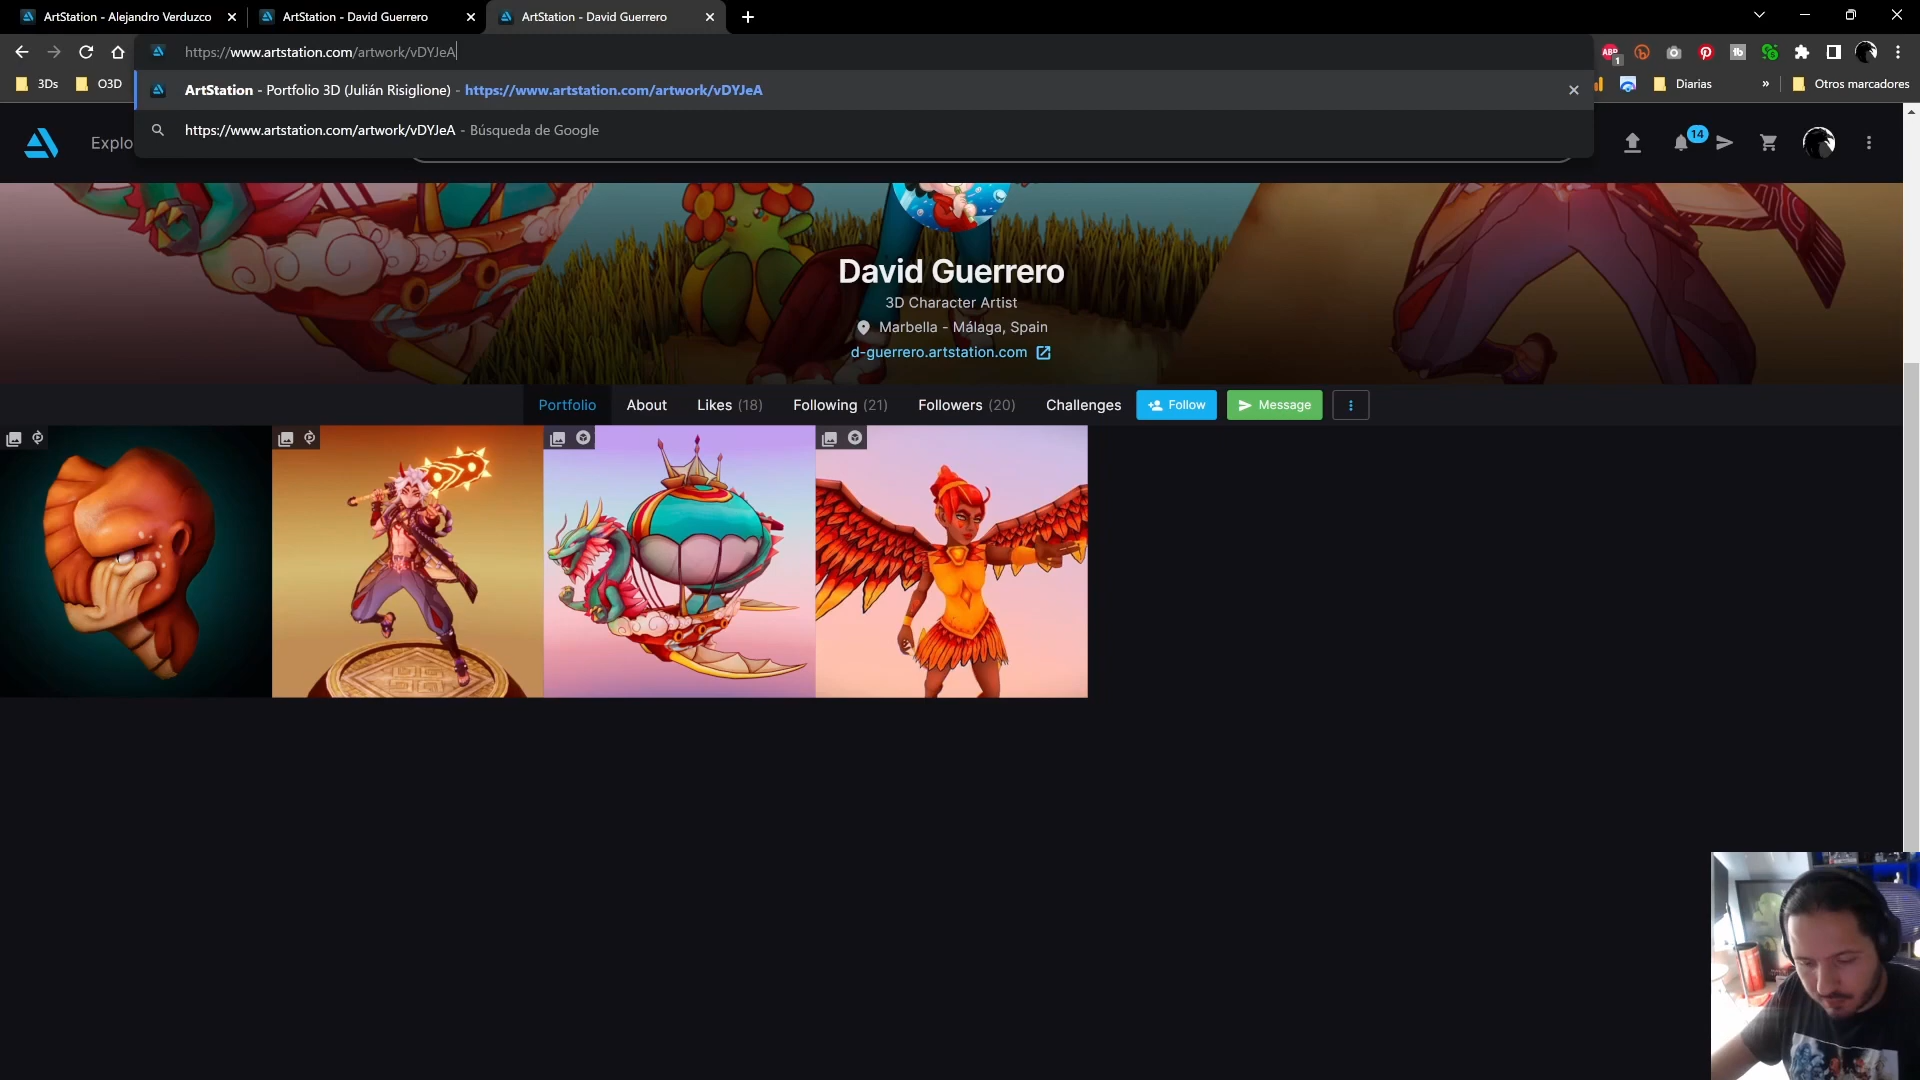 ArtStation - Alejandro Verduzco
ArtStation - David Guerrero
ArtStation - David Guerrero
https://www.artstation.com/artwork/vDYJeA
ABP
1
3Ds
O3D
ArtStation - Portfolio 3D (Julián Risiglione) - https://www.artstation.com/artwork/vDYJeA
Diarias
»
Otros marcadores
https://www.artstation.com/artwork/vDYJeA - Búsqueda de Google
Explo
14
David Guerrero
3D Character Artist
Marbella - Málaga, Spain
d-guerrero.artstation.com
Portfolio
About
Likes (18)
Following (21)
Followers (20)
Challenges
Follow
Message